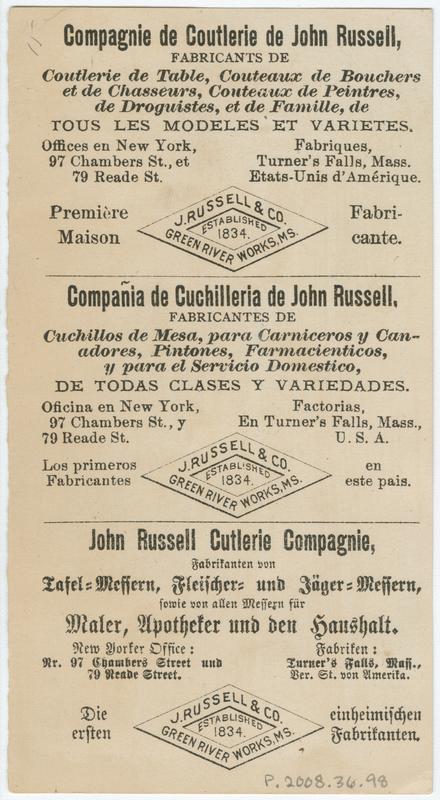 Compagnie de Coutlerie de John Russell,
FABRICANTS DE
Coutlerie de Table, Couteaux de Bouchers
et de Chasseurs, Couteaux de Peintres,
de Droguistes, et de Famille, de
TOUS LES MODELES ET VARIETES.
Offices en New York,
97 Chambers St., et
79 Reade St.
Fabriques,
Turner's Falls, Mass.
Etats-Unis d'Amérique.
Première
Maison
J. RUSSELL & CO.
ESTABLISHED
1834.
GREEN RIVER WORKS, MS.
Fabri-
cante.
Compañia de Cuchilleria de John Russell,
FABRICANTES DE
Cuchillos de Mesa, para Carniceros y Can-
adores, Pintones, Farmacienticos,
y para el Servicio Domestico,
DE TODAS CLASES Y VARIEDADES.
Oficina en New York,
97 Chambers St., y
79 Reade St.
Factorias,
En Turner's Falls, Mass.,
U. S. A.
Los primeros
Fabricantes
J. RUSSELL & CO.
ESTABLISHED
1834.
GREEN RIVER WORKS, MS.
en
este pais.
John Russell Cutlerie Compagnie,
Fabrikanten von
Tafel=Messern, Fleischer= und Jäger=Messern,
sowie von allen Messern für
Maler, Apotheker und den Haushalt.
New Yorker Office:
Nr. 97 Chambers Street und
79 Reade Street.
Fabriken:
Turner's Falls, Mass.,
Ver. St. von Amerika.
Die
ersten
J. RUSSELL & CO.
ESTABLISHED
1834.
GREEN RIVER WORKS, MS.
einheimischen
Fabrikanten.
P.2008.36.98